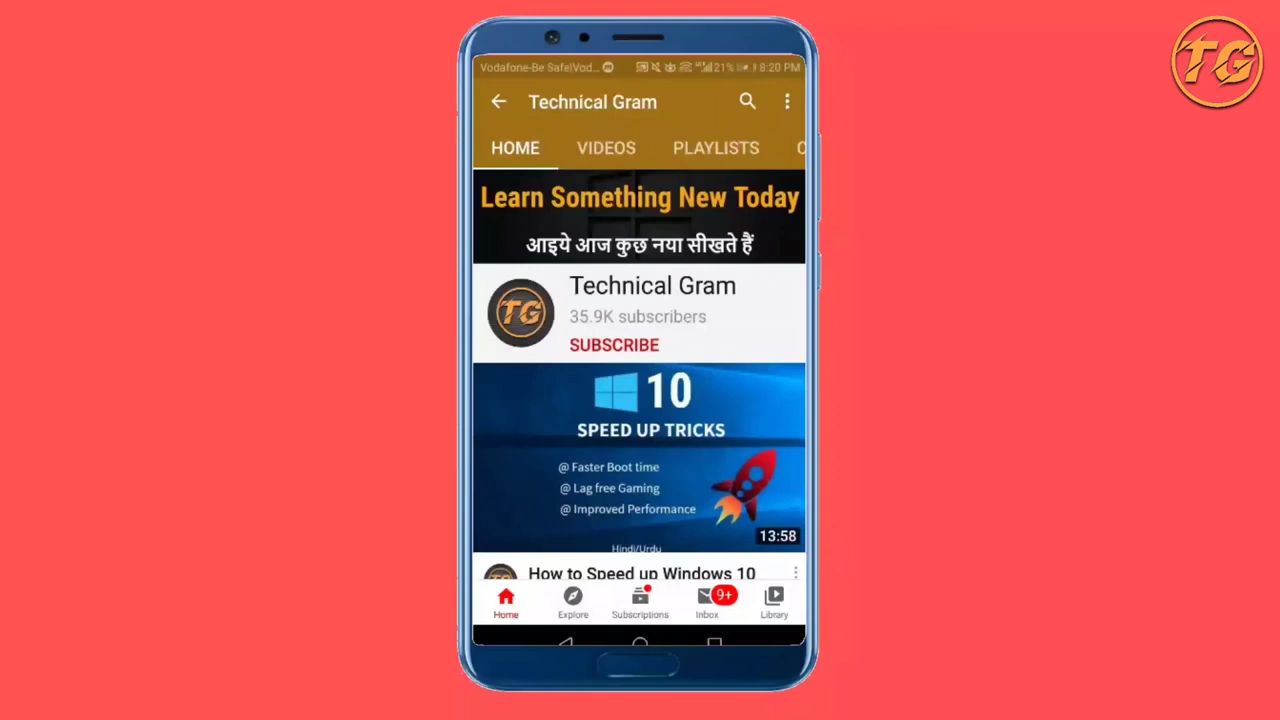 TG
Vodafone-Be Safe|Vod... 21% 8:20 PM
Technical Gram
HOME VIDEOS PLAYLISTS C
Learn Something New Today
आइये आज कुछ नया सीखते हैं
TG
Technical Gram
35.9K subscribers
SUBSCRIBE
10
SPEED UP TRICKS
@ Faster Boot time
@ Lag free Gaming
@ Improved Performance
13:58
Hindi/Urdu
How to Speed up Windows 10
9+
Home Explore Subscriptions Inbox Library